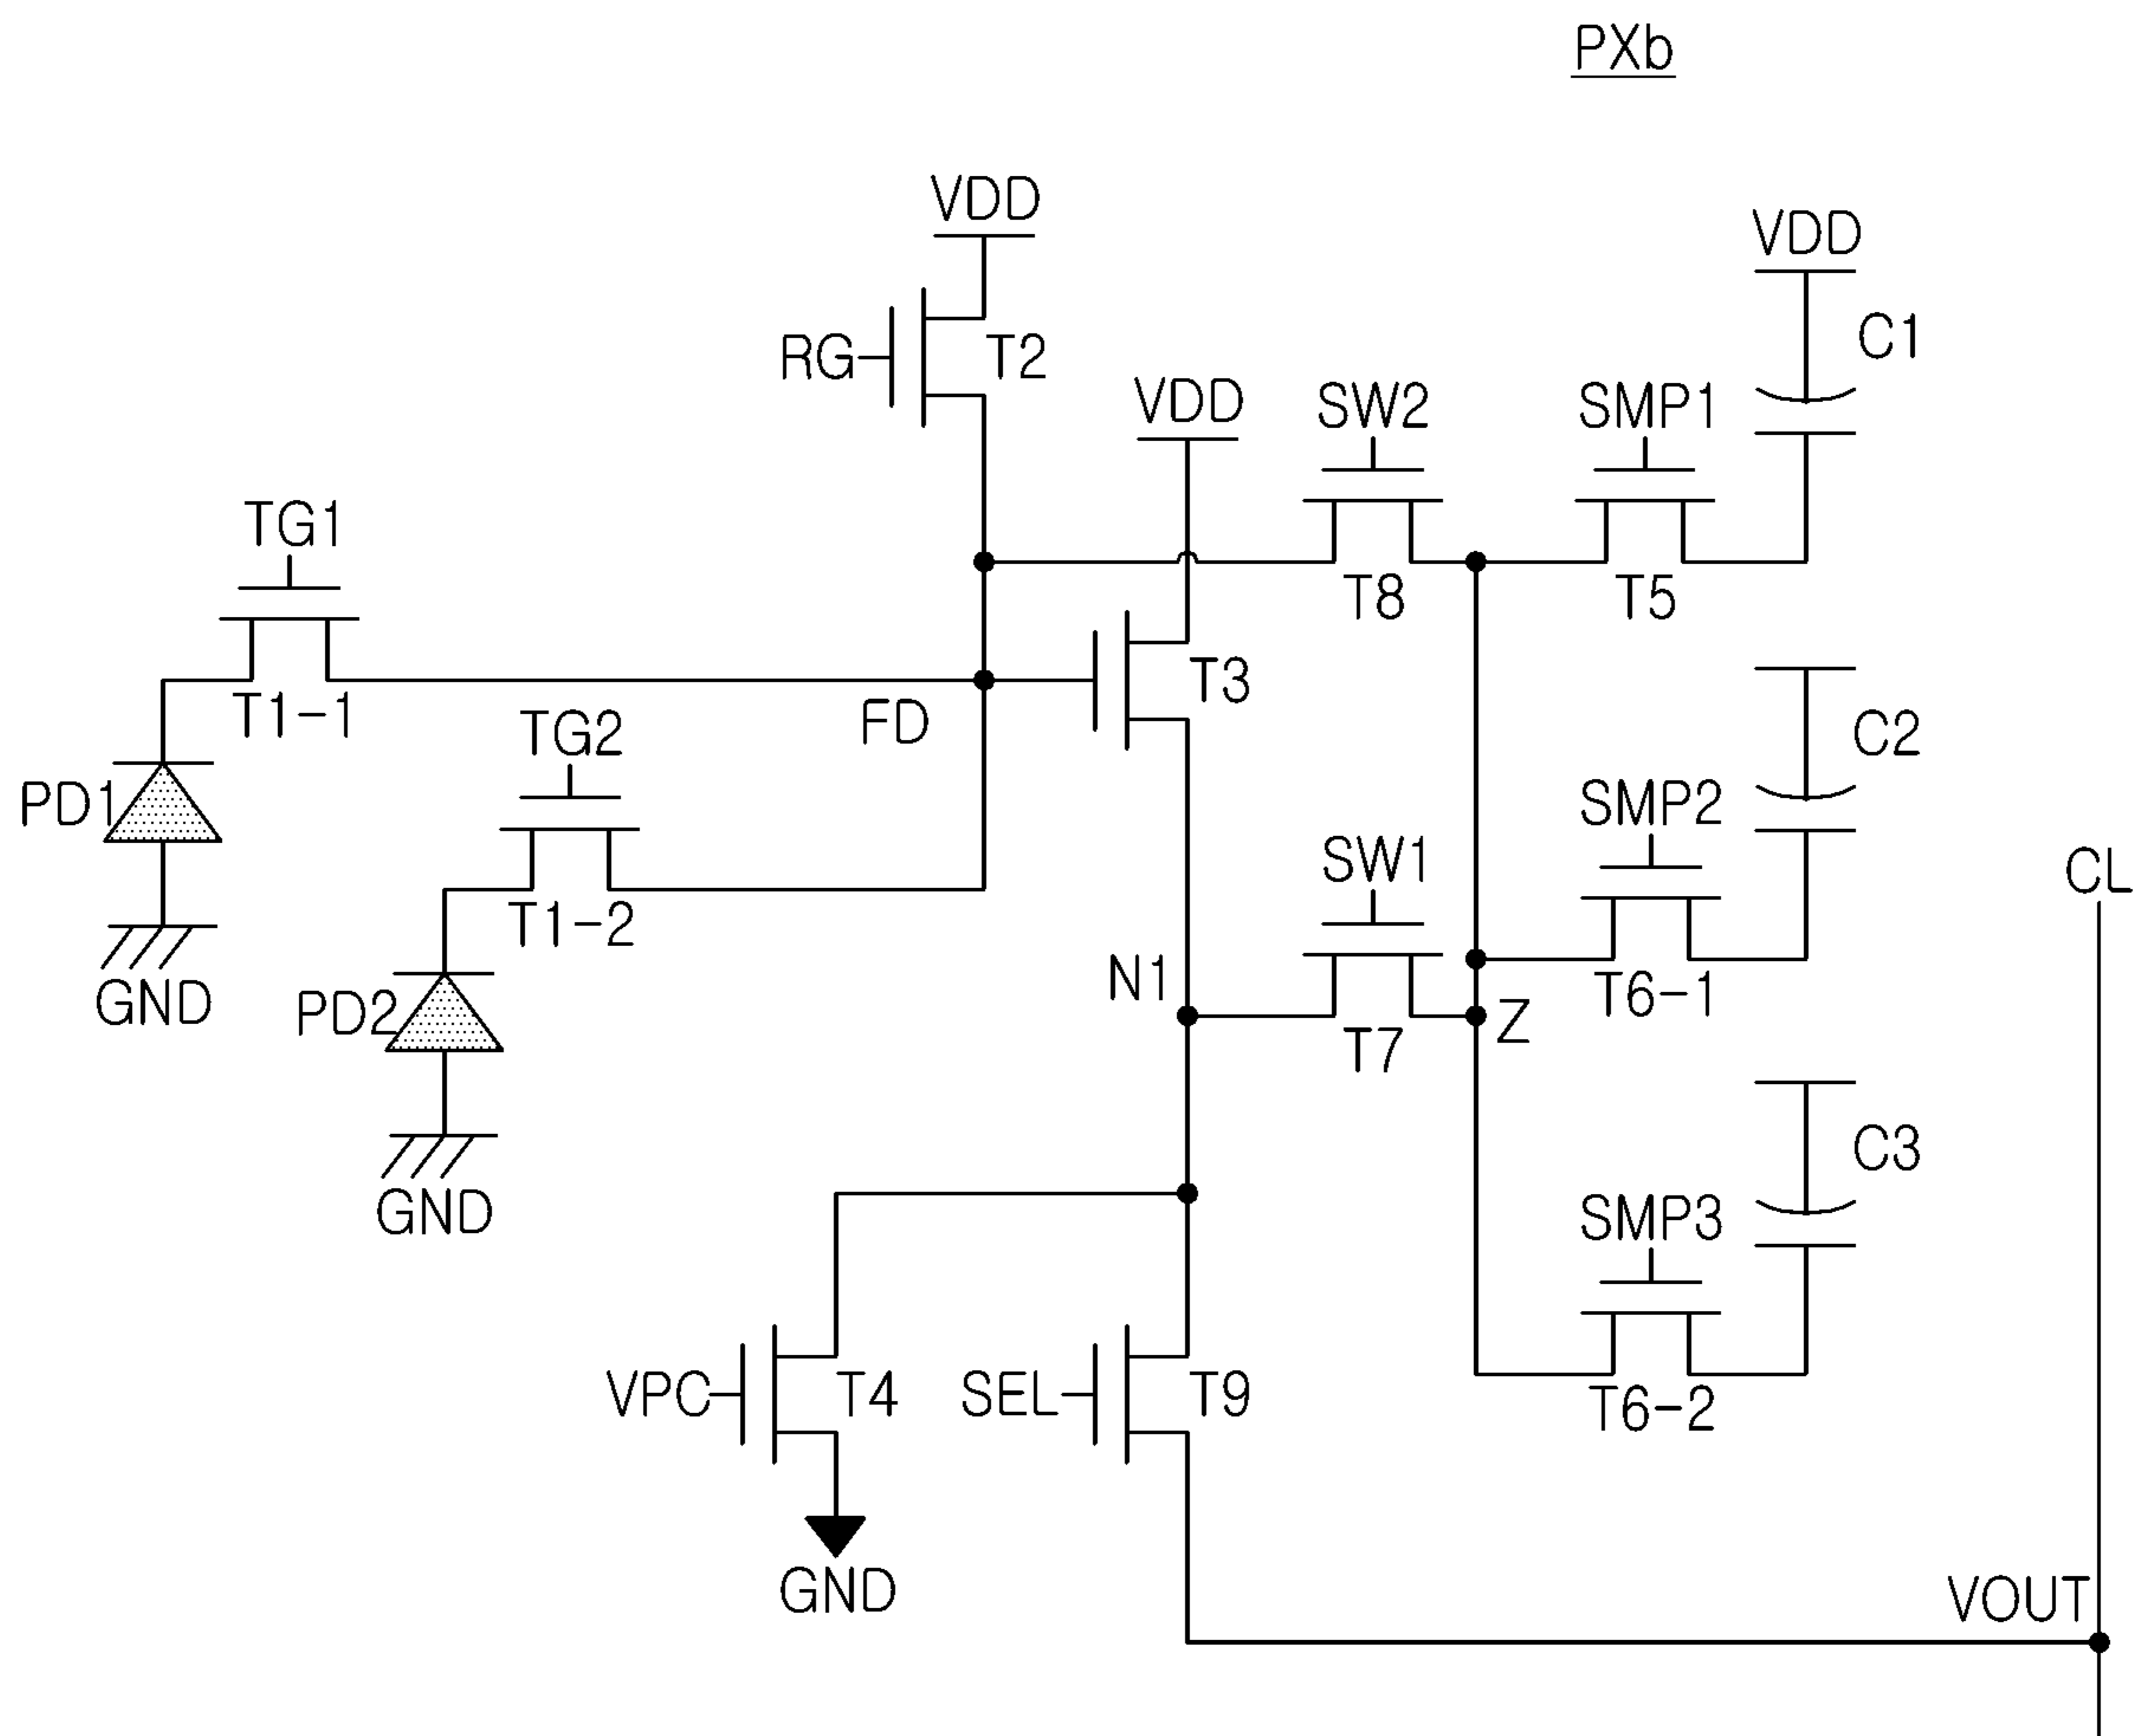 PXb
VDD
VDD
RG
T2
C1
VDD
SW2
SMP1
TG1
T8
T5
T1-1
FD
T3
TG2
C2
PD1
SMP2
SW1
CL
T1-2
N1
T6-1
GND
PD2
T7
Z
C3
GND
SMP3
VPC
T4
SEL
T9
T6-2
GND
VOUT